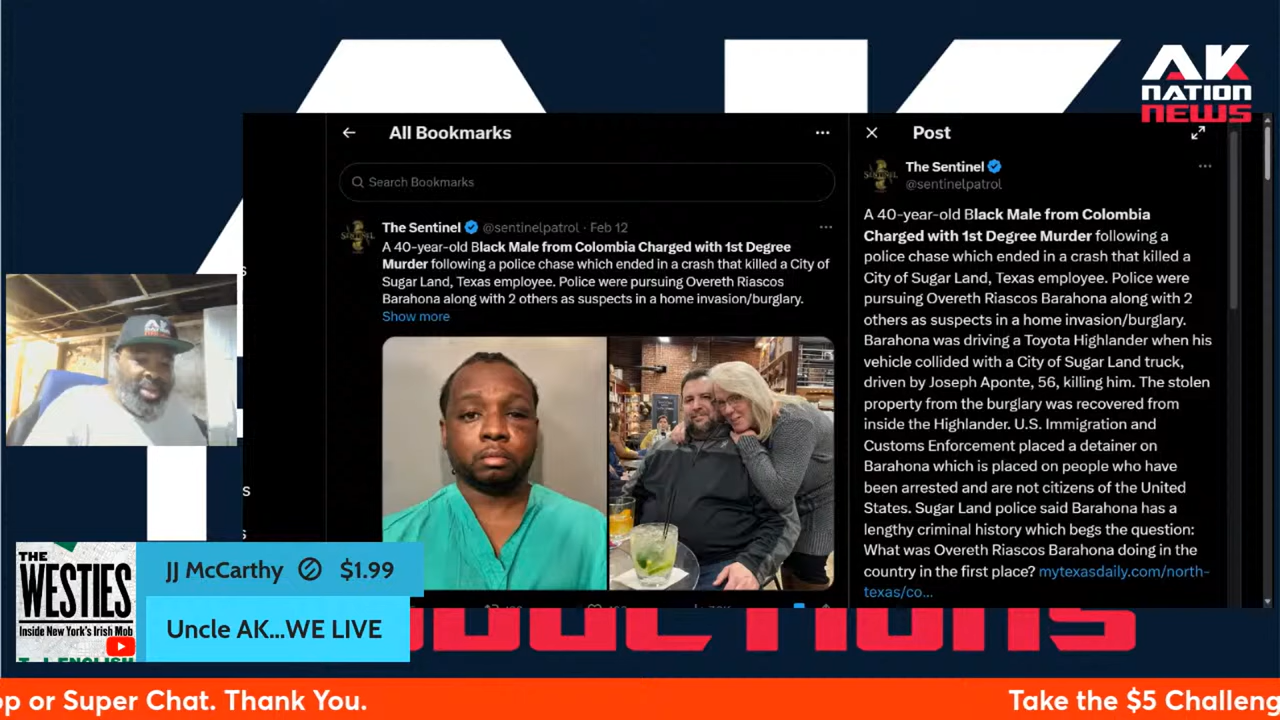 AK
NATION
NEWS
All Bookmarks
Search Bookmarks
The Sentinel @sentinelpatrol · Feb 12
A 40-year-old Black Male from Colombia Charged with 1st Degree
Murder following a police chase which ended in a crash that killed a City of
Sugar Land, Texas employee. Police were pursuing Overeth Riascos
Barahona along with 2 others as suspects in a home invasion/burglary.
Show more
Post
The Sentinel
@sentinelpatrol
A 40-year-old Black Male from Colombia
Charged with 1st Degree Murder following a
police chase which ended in a crash that killed a
City of Sugar Land, Texas employee. Police were
pursuing Overeth Riascos Barahona along with 2
others as suspects in a home invasion/burglary.
Barahona was driving a Toyota Highlander when his
vehicle collided with a City of Sugar Land truck,
driven by Joseph Aponte, 56, killing him. The stolen
property from the burglary was recovered from
inside the Highlander. U.S. Immigration and
Customs Enforcement placed a detainer on
Barahona which is placed on people who have
been arrested and are not citizens of the United
States. Sugar Land police said Barahona has a
lengthy criminal history which begs the question:
What was Overeth Riascos Barahona doing in the
country in the first place? mytexasdaily.com/north-
texas/co...
s
s
THE
WESTIES
Inside New York's Irish Mob
T. J. ENGLISH
JJ McCarthy $1.99
Uncle AK...WE LIVE
op or Super Chat. Thank You.
Take the $5 Challeng